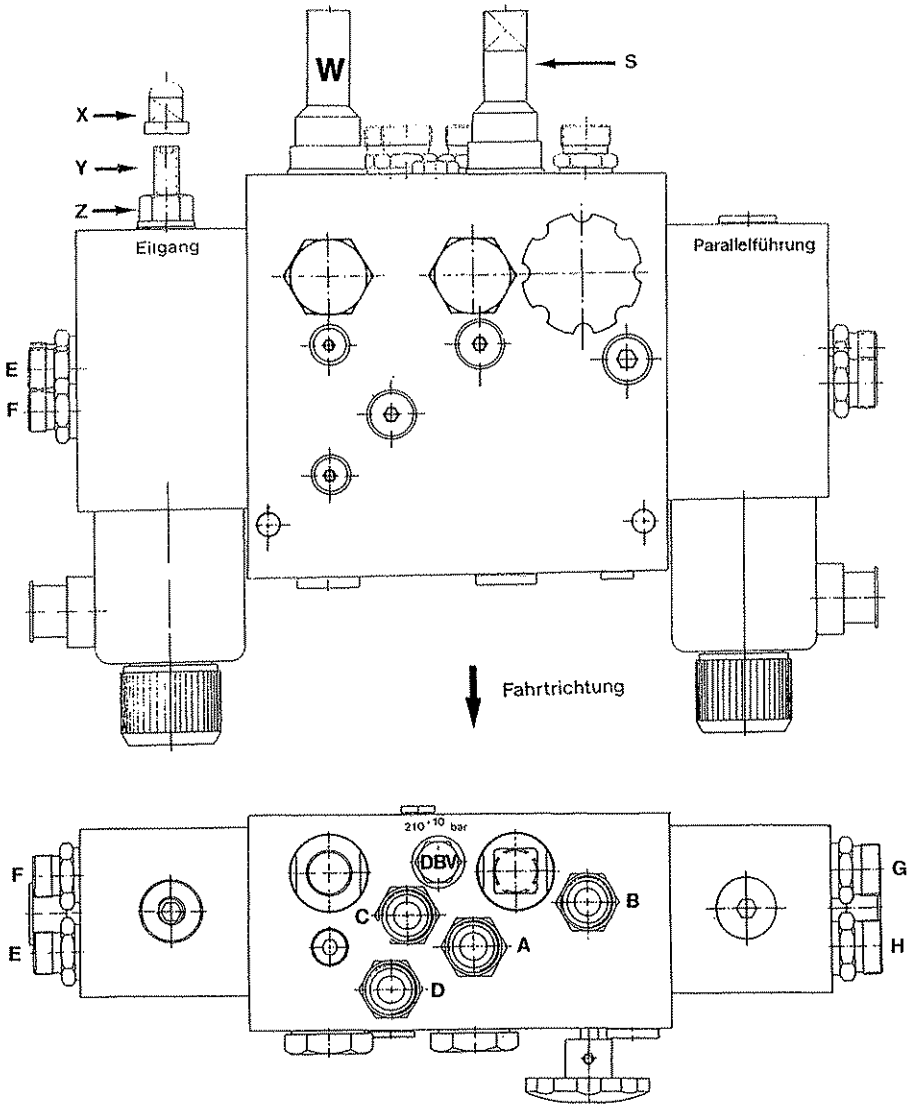 W
S
X
Y
Z
Eilgang
Parallelführung
E
F
Fahrtrichtung
210+10 bar
DBV
F
G
B
C
A
E
H
D